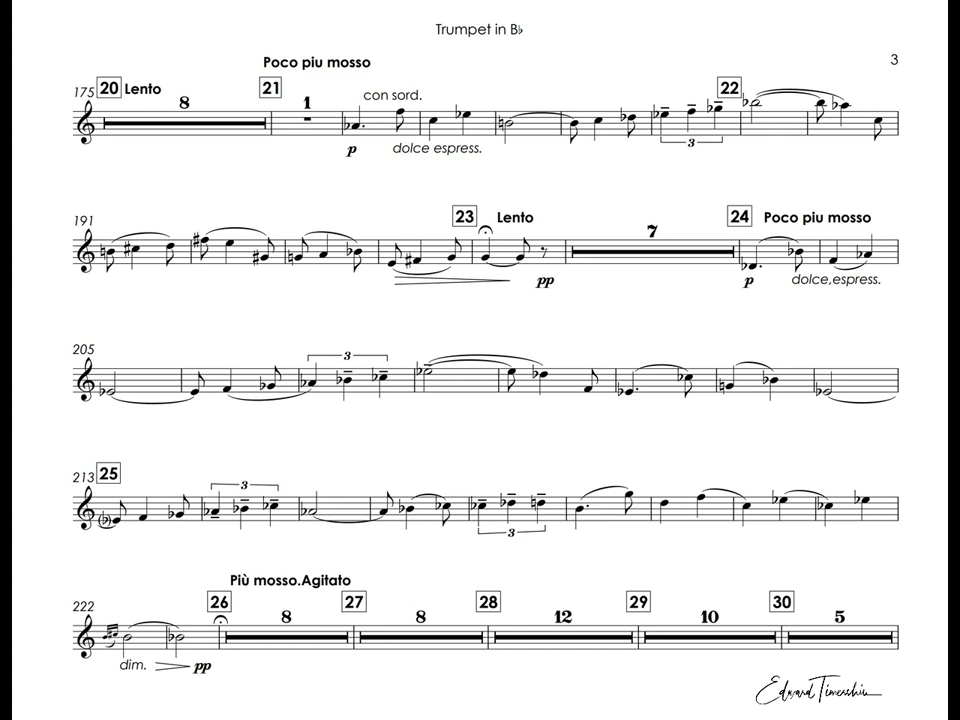 Trumpet in B♭
3
Poco piu mosso
175 20 Lento 21 22
8 1 con sord.
p dolce espress. 3
191 23 Lento 24 Poco piu mosso
7
pp p dolce,espress.
205 3
213 25
3
3
Più mosso.Agitato
222 26 27 28 29 30
8 8 12 10 5
dim. pp
Edward Timershin